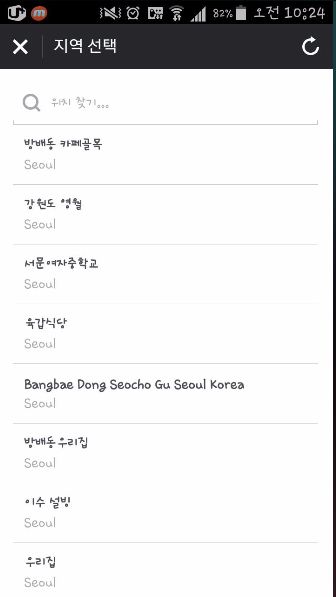 82% 오전 10:24
지역 선택
위치 찾기...
방배동 카페골목
Seoul
강원도 영월
Seoul
서문여자중학교
Seoul
육갑식당
Seoul
Bangbae Dong Seocho Gu Seoul Korea
Seoul
방배동 우리집
Seoul
이수 설빙
Seoul
우리집
Seoul